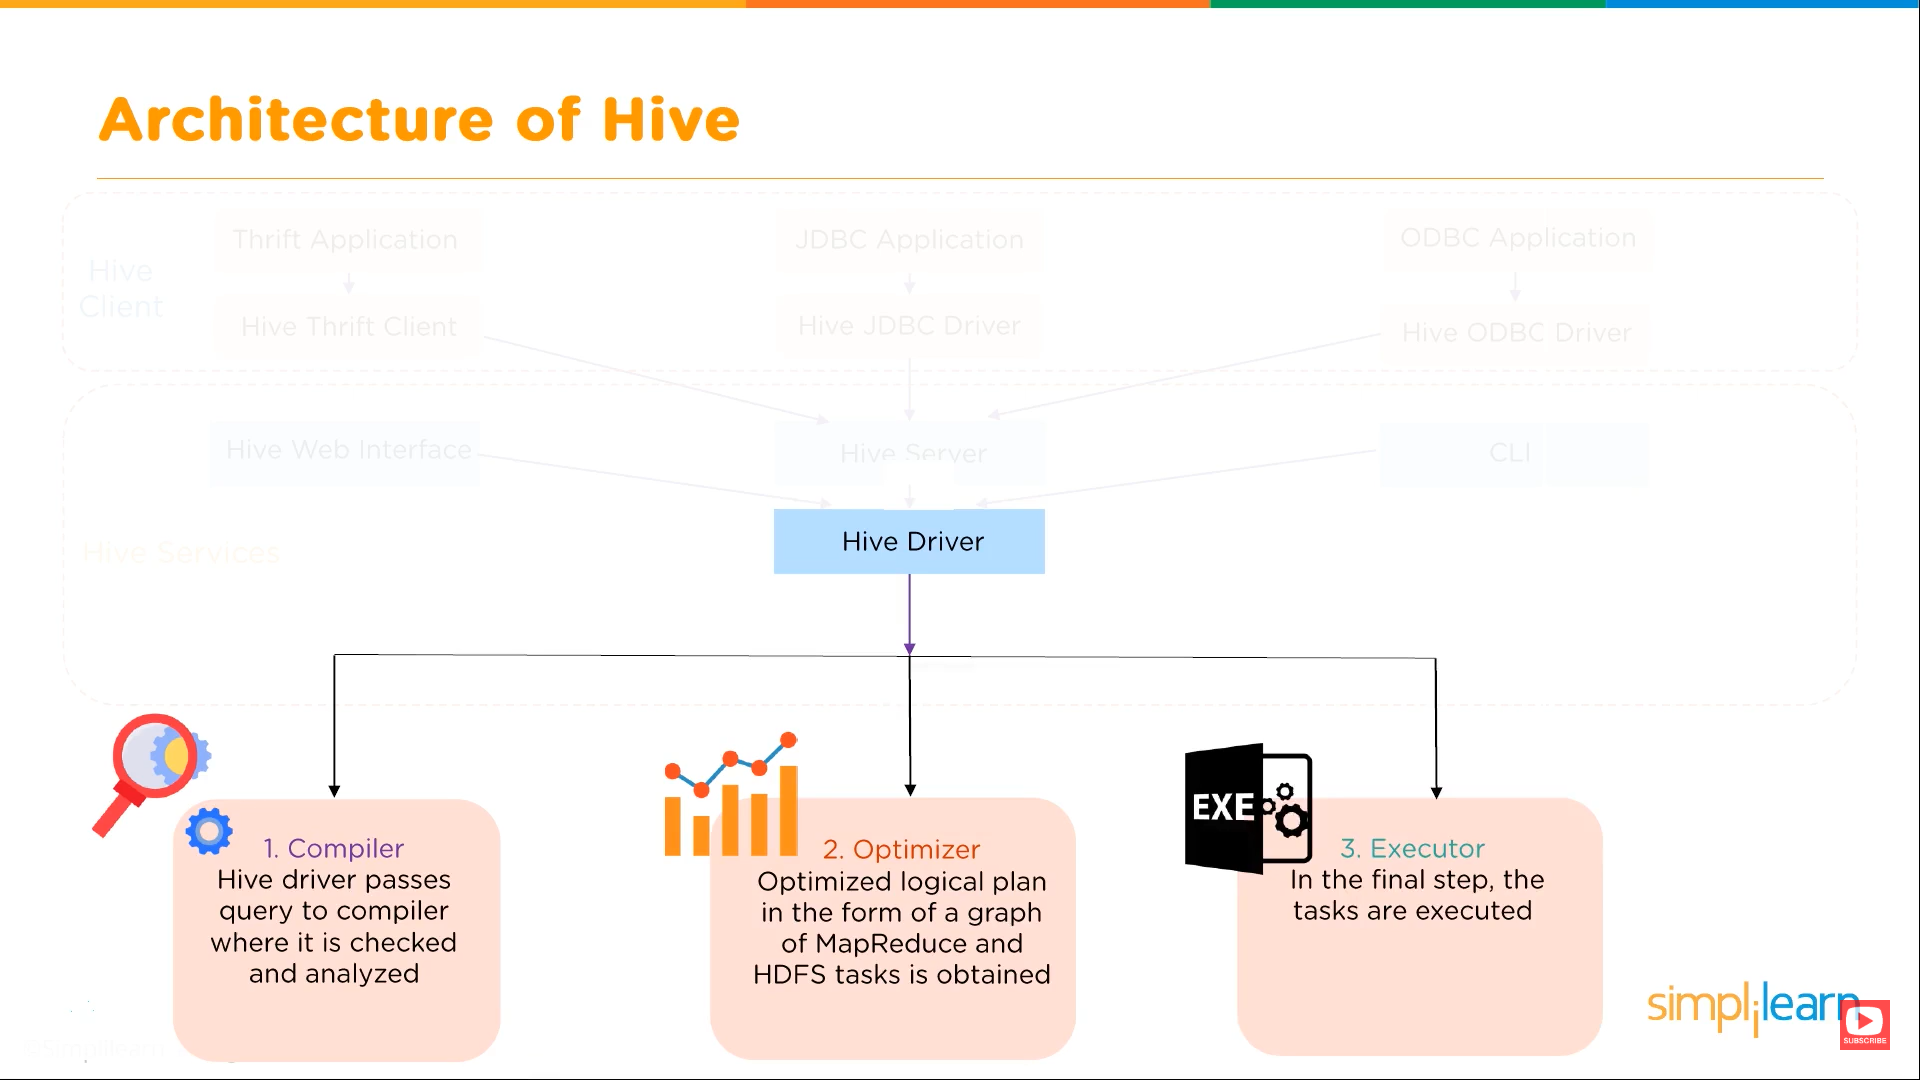 Architecture of Hive
Thrift Application
JDBC Application
ODBC Application
Hive
Client
Hive Thrift Client
Hive JDBC Driver
Hive ODBC Driver
Hive Web Interface
Hive Server
CLI
Hive Driver
Hive Services
EXE
1. Compiler
Hive driver passes
query to compiler
where it is checked
and analyzed
2. Optimizer
Optimized logical plan
in the form of a graph
of MapReduce and
HDFS tasks is obtained
3. Executor
In the final step, the
tasks are executed
simplilearn
SUBSCRIBE
©Simplilearn